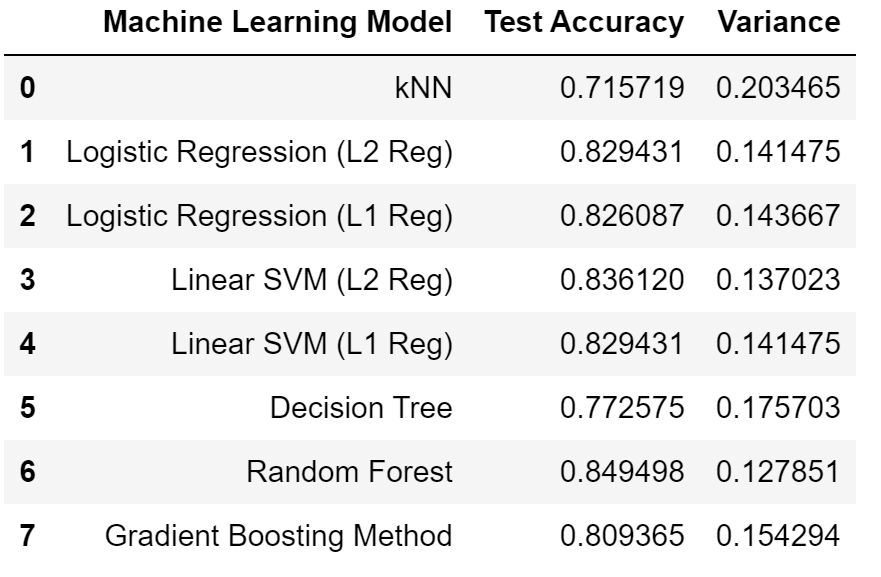 Machine Learning Model Test Accuracy Variance
0 kNN 0.715719 0.203465
1 Logistic Regression (L2 Reg) 0.829431 0.141475
2 Logistic Regression (L1 Reg) 0.826087 0.143667
3 Linear SVM (L2 Reg) 0.836120 0.137023
4 Linear SVM (L1 Reg) 0.829431 0.141475
5 Decision Tree 0.772575 0.175703
6 Random Forest 0.849498 0.127851
7 Gradient Boosting Method 0.809365 0.154294